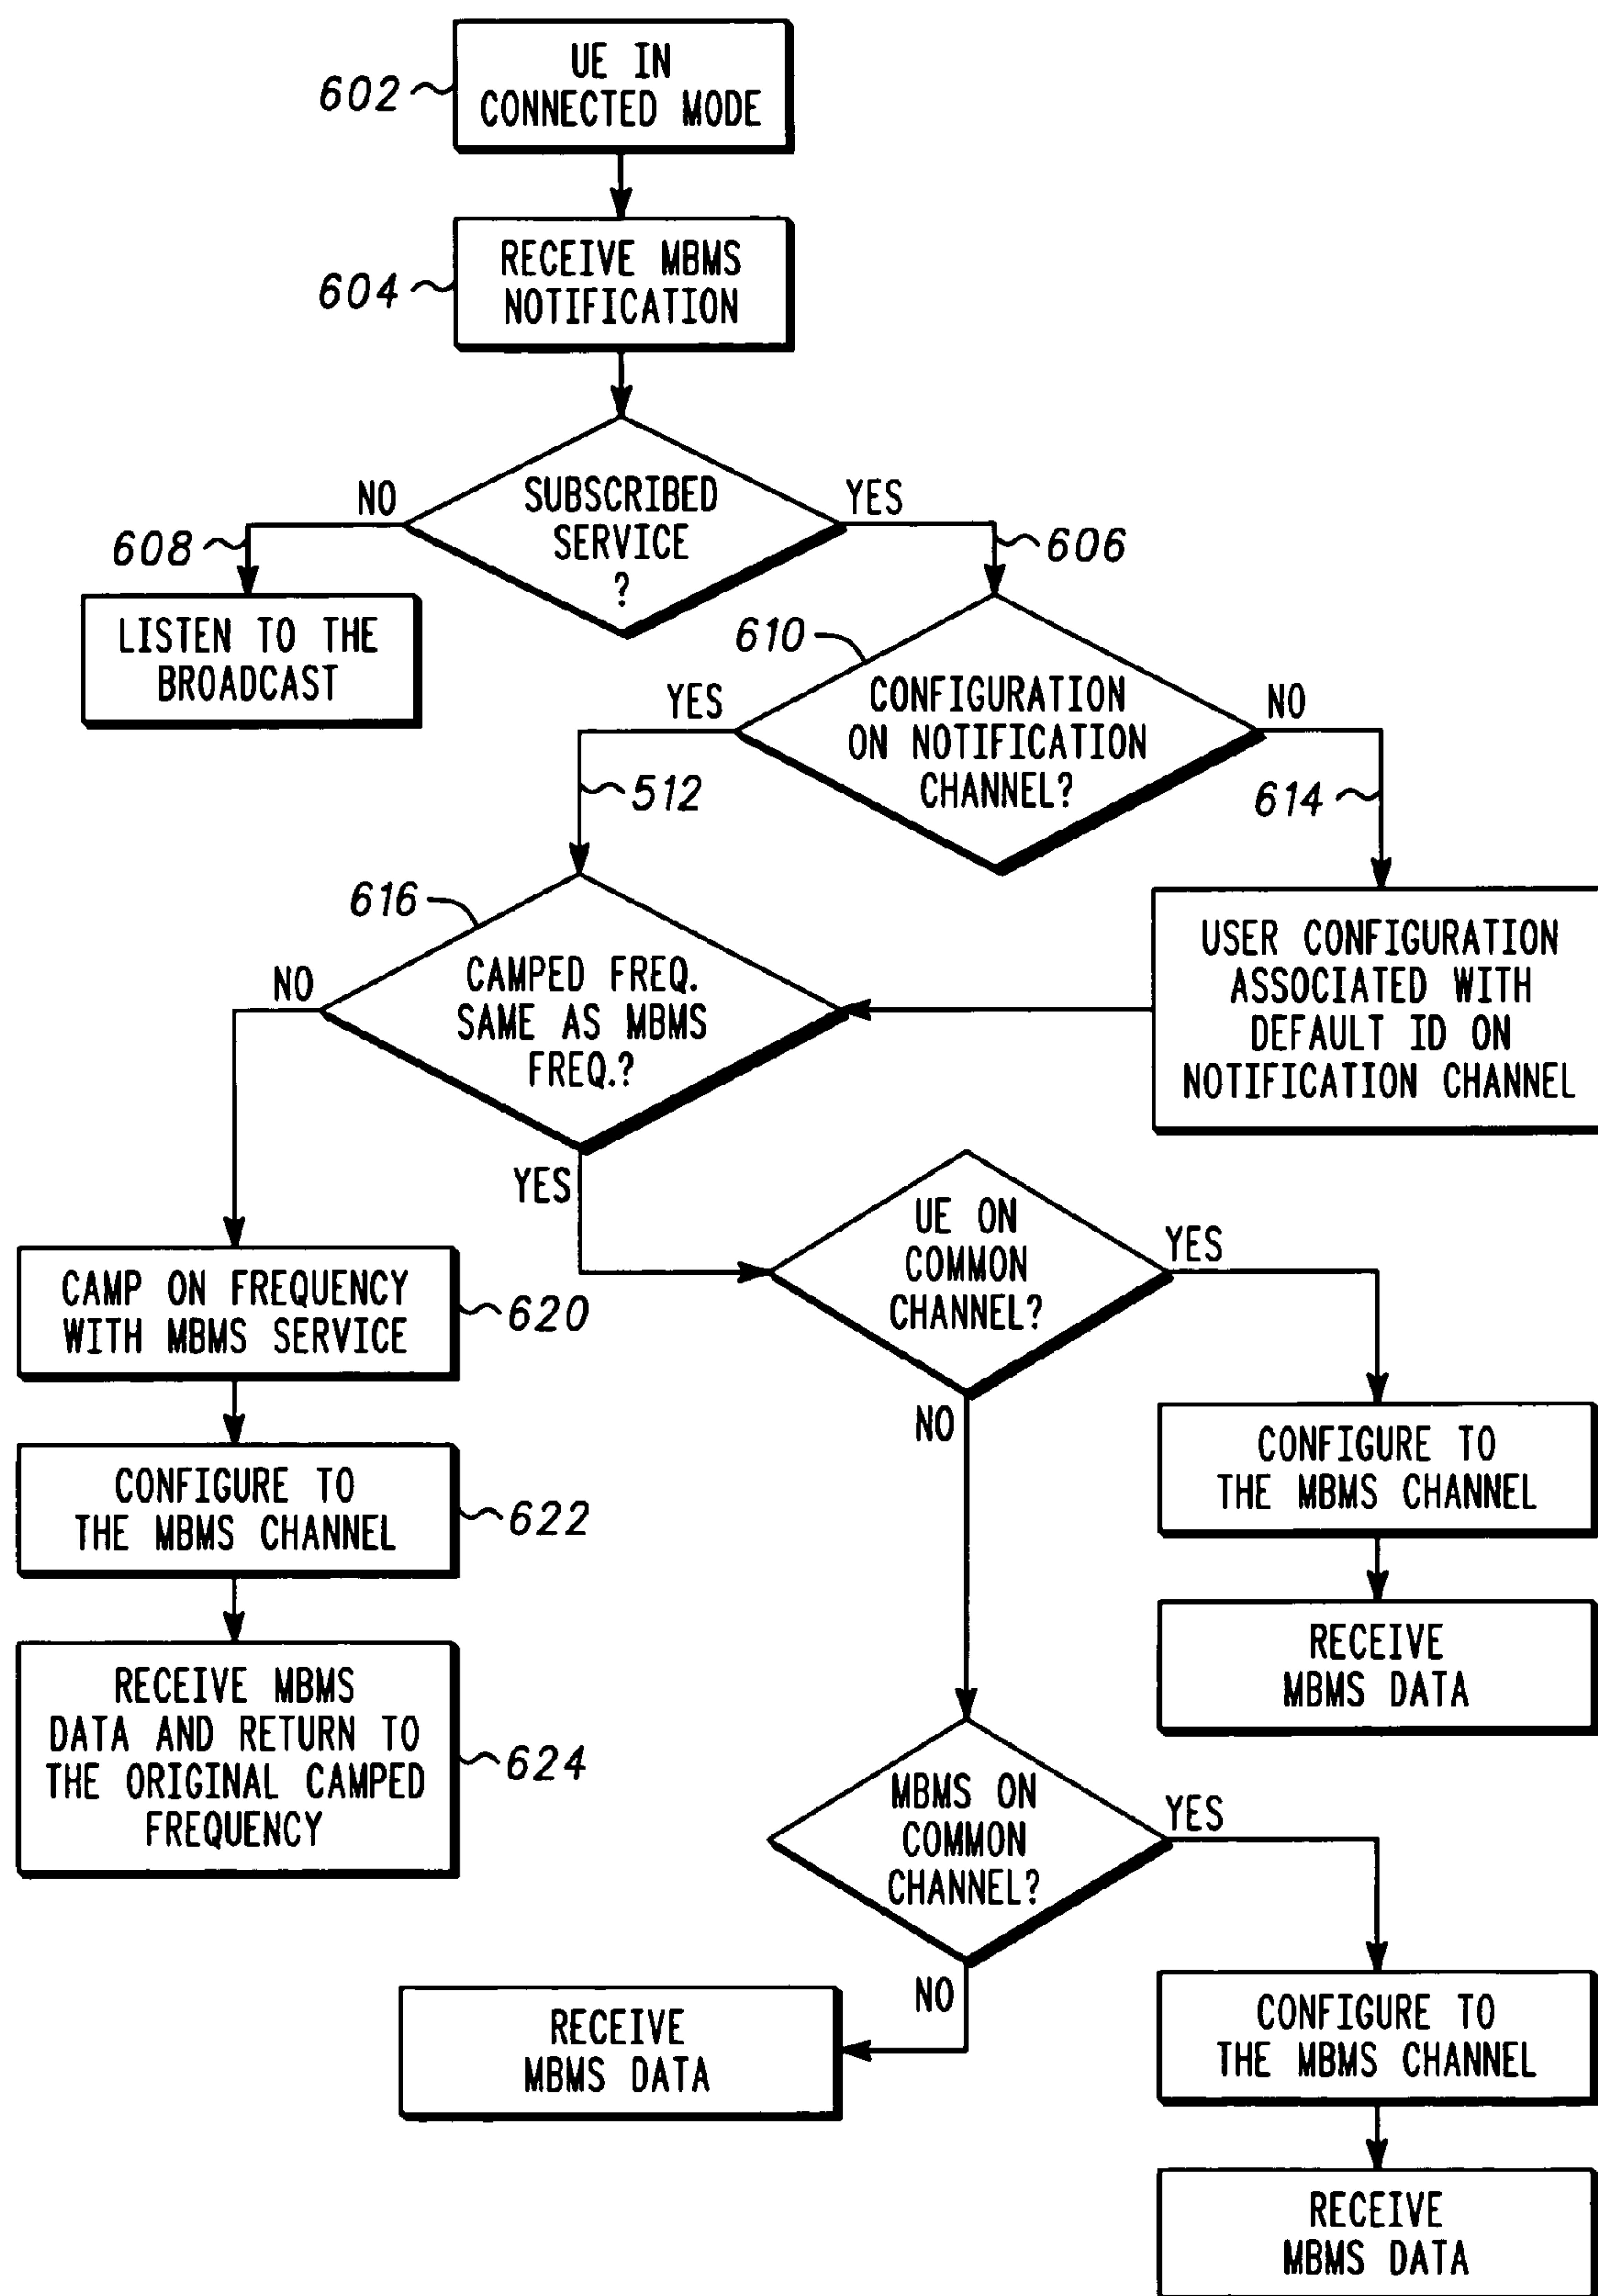 UE IN
CONNECTED MODE
602
RECEIVE MBMS
NOTIFICATION
604
SUBSCRIBED
SERVICE
?
NO
YES
608
606
LISTEN TO THE
BROADCAST
610
CONFIGURATION
ON NOTIFICATION
CHANNEL?
YES
NO
512
614
616
CAMPED FREQ.
SAME AS MBMS
FREQ.?
NO
YES
USER CONFIGURATION
ASSOCIATED WITH
DEFAULT ID ON
NOTIFICATION CHANNEL
UE ON
COMMON
CHANNEL?
YES
NO
CAMP ON FREQUENCY
WITH MBMS SERVICE
620
CONFIGURE TO
THE MBMS CHANNEL
622
RECEIVE MBMS
DATA AND RETURN TO
THE ORIGINAL CAMPED
FREQUENCY
624
CONFIGURE TO
THE MBMS CHANNEL
RECEIVE
MBMS DATA
MBMS ON
COMMON
CHANNEL?
YES
NO
RECEIVE
MBMS DATA
CONFIGURE TO
THE MBMS CHANNEL
RECEIVE
MBMS DATA